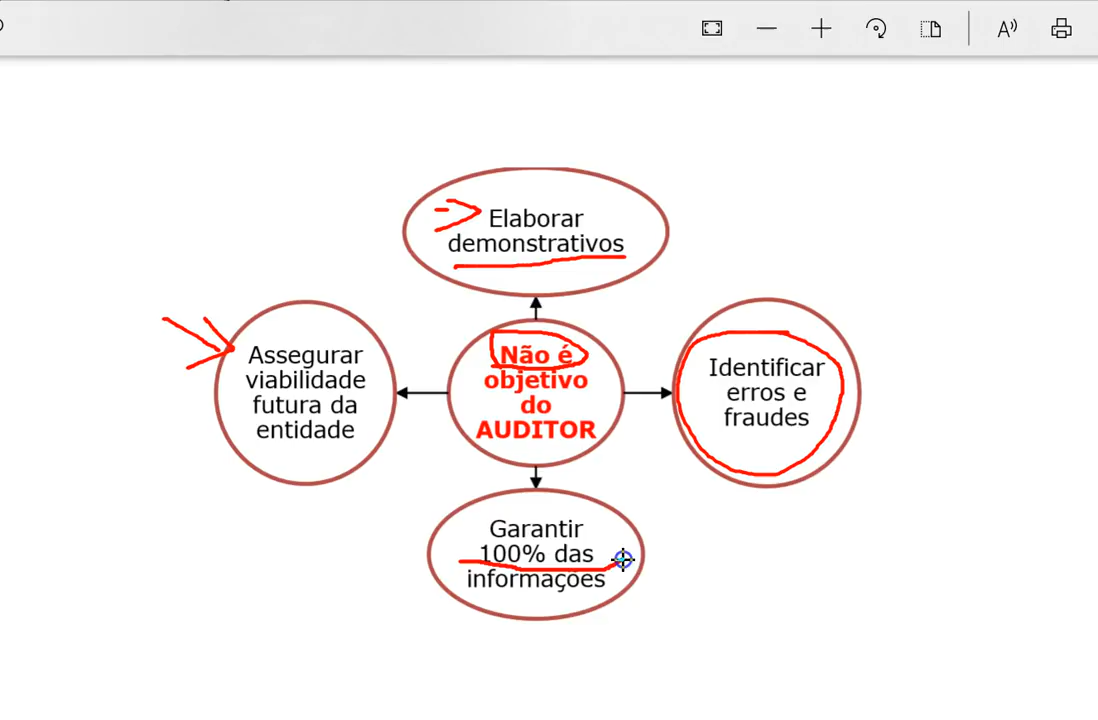 Elaborar
demonstrativos
Assegurar
viabilidade
futura da
entidade
Não é
objetivo
do
AUDITOR
Identificar
erros e
fraudes
Garantir
100% das
informações